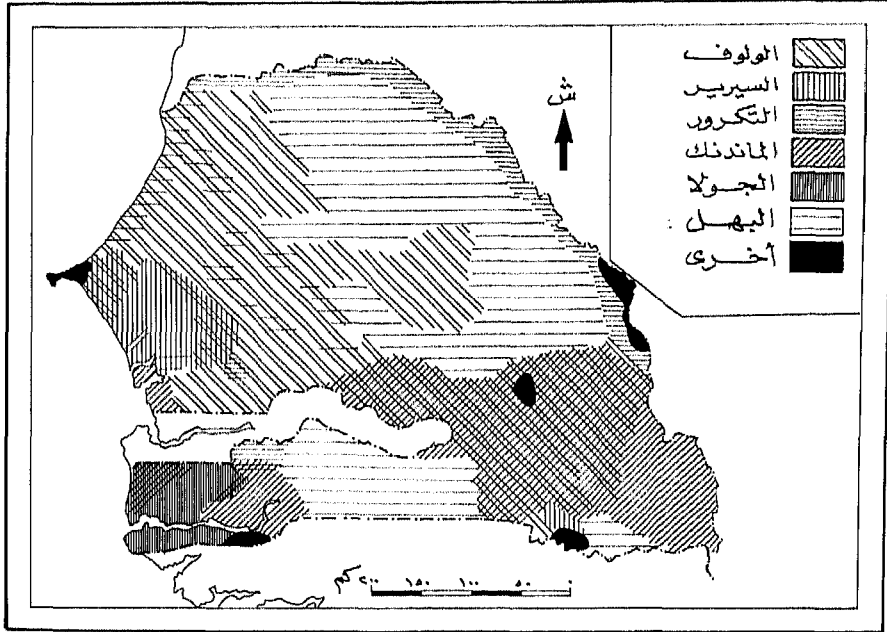 الولوف
السيرير
التكرور
الماندنك
الجولا
البهل :
أخرى
ش
٢٠٠ كم ١٥٠ ١٠٠ ٥٠ ٠